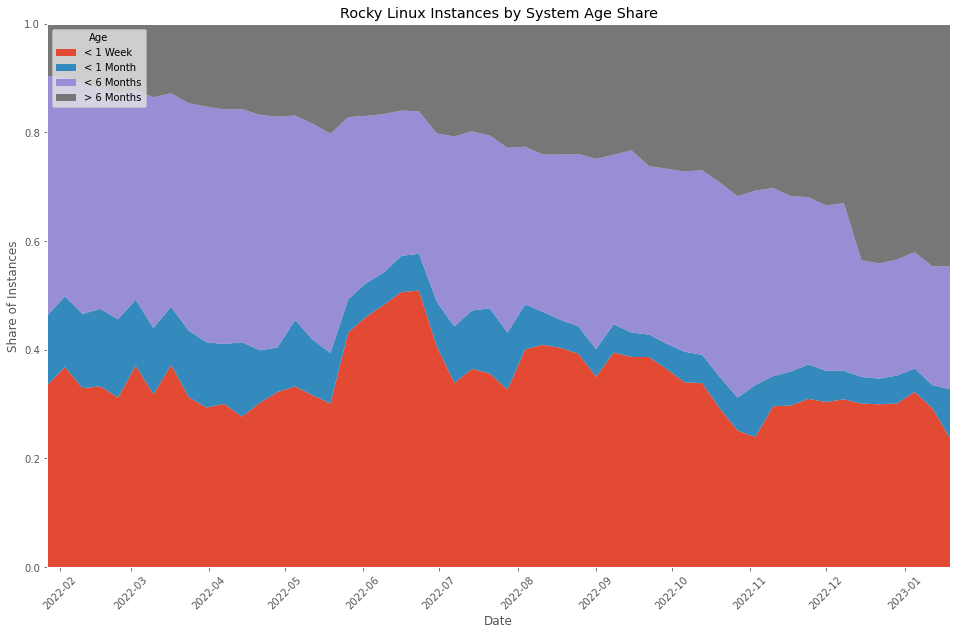 Rocky Linux Instances by System Age Share
Age
< 1 Week
< 1 Month
< 6 Months
> 6 Months
Share of Instances
1.0
0.8
0.6
0.4
0.2
0.0
2022-02
2022-03
2022-04
2022-05
2022-06
2022-07
2022-08
2022-09
2022-10
2022-11
2022-12
2023-01
Date